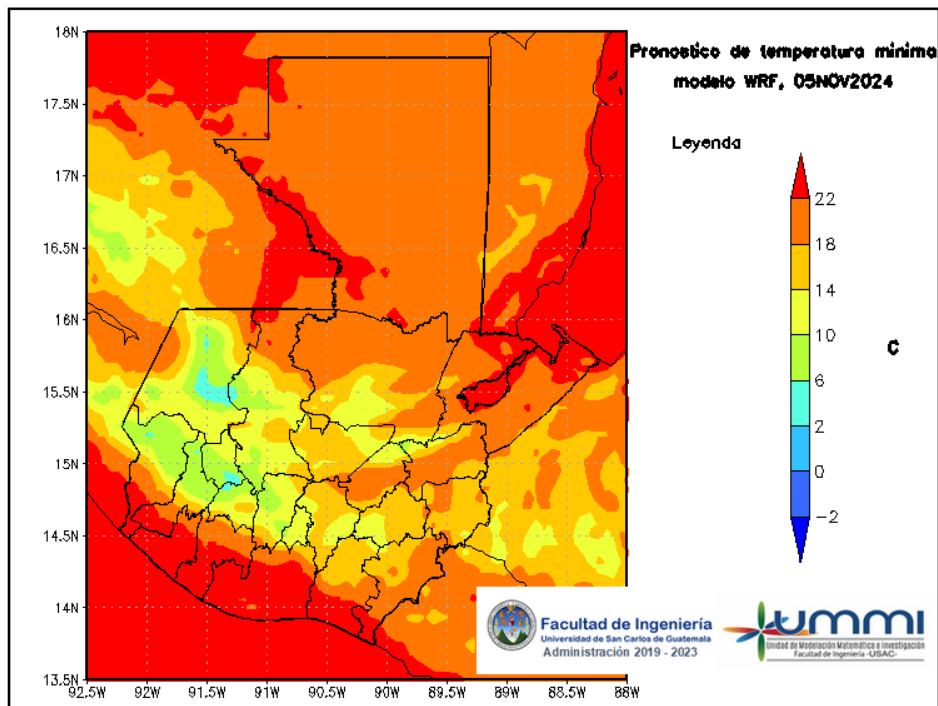 Pronostico de temperatura minima
modelo WRF, 05NOV2024
Leyenda
22
18
14
10
6
2
0
−2
C
18N
17.5N
17N
16.5N
16N
15.5N
15N
14.5N
14N
13.5N
92.5W
92W
91.5W
91W
90.5W
90W
89.5W
89W
88.5W
88W
Facultad de Ingeniería
Universidad de San Carlos de Guatemala
Administración 2019 - 2023
ummi
Unidad de Modelación Matemática e Investigación
Facultad de Ingeniería -USAC-